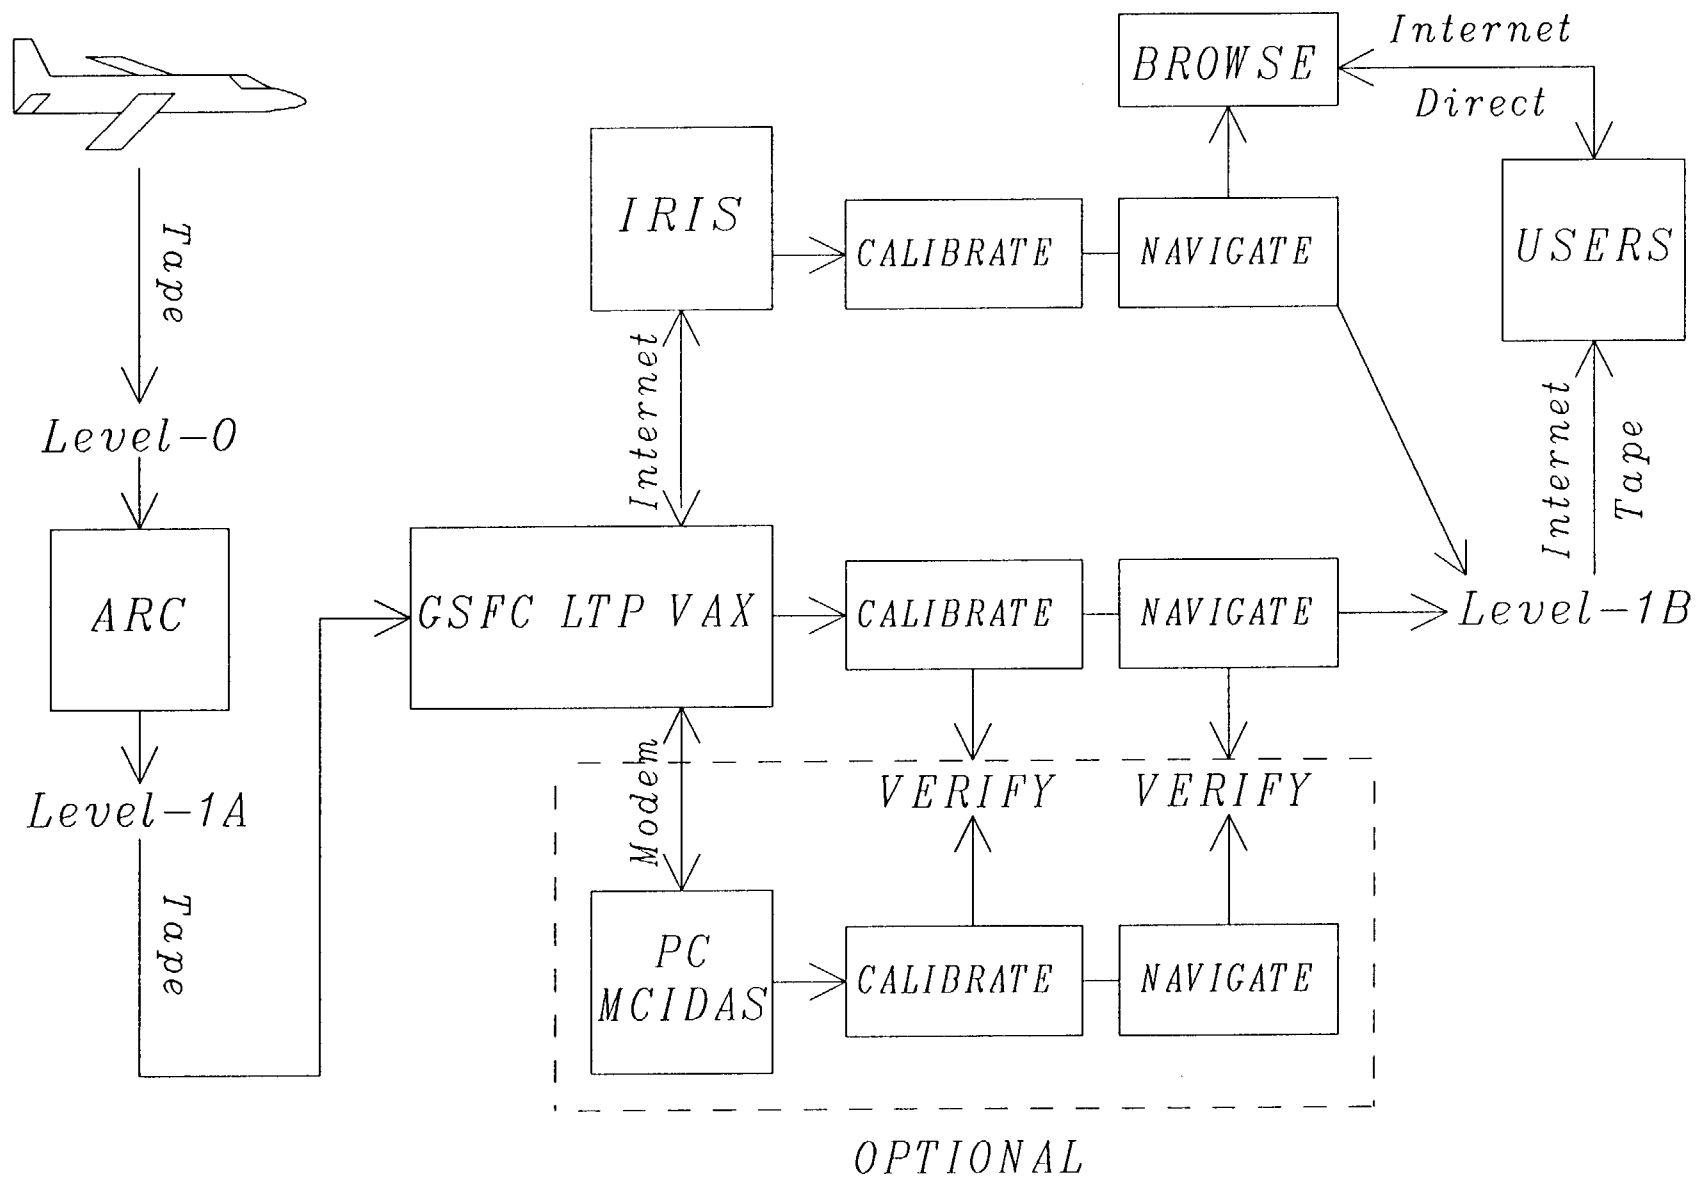 Internet
BROWSE
Direct
IRIS
Tape
CALIBRATE
NAVIGATE
USERS
Internet
Level-0
Internet
Tape
ARC
GSFC LTP VAX
CALIBRATE
NAVIGATE
Level-1B
Modem
VERIFY
VERIFY
Level-1A
Tape
PC
MCIDAS
CALIBRATE
NAVIGATE
OPTIONAL